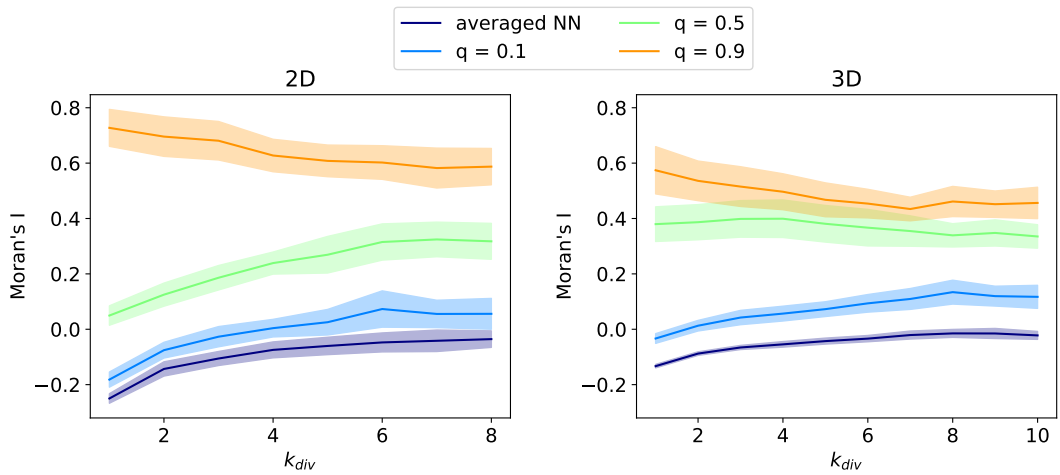 averaged NN
q = 0.1
q = 0.5
q = 0.9
2D
Moran's I
0.8
0.6
0.4
0.2
0.0
−0.2
2 4 6 8
k_div
3D
Moran's I
0.8
0.6
0.4
0.2
0.0
−0.2
2 4 6 8 10
k_div